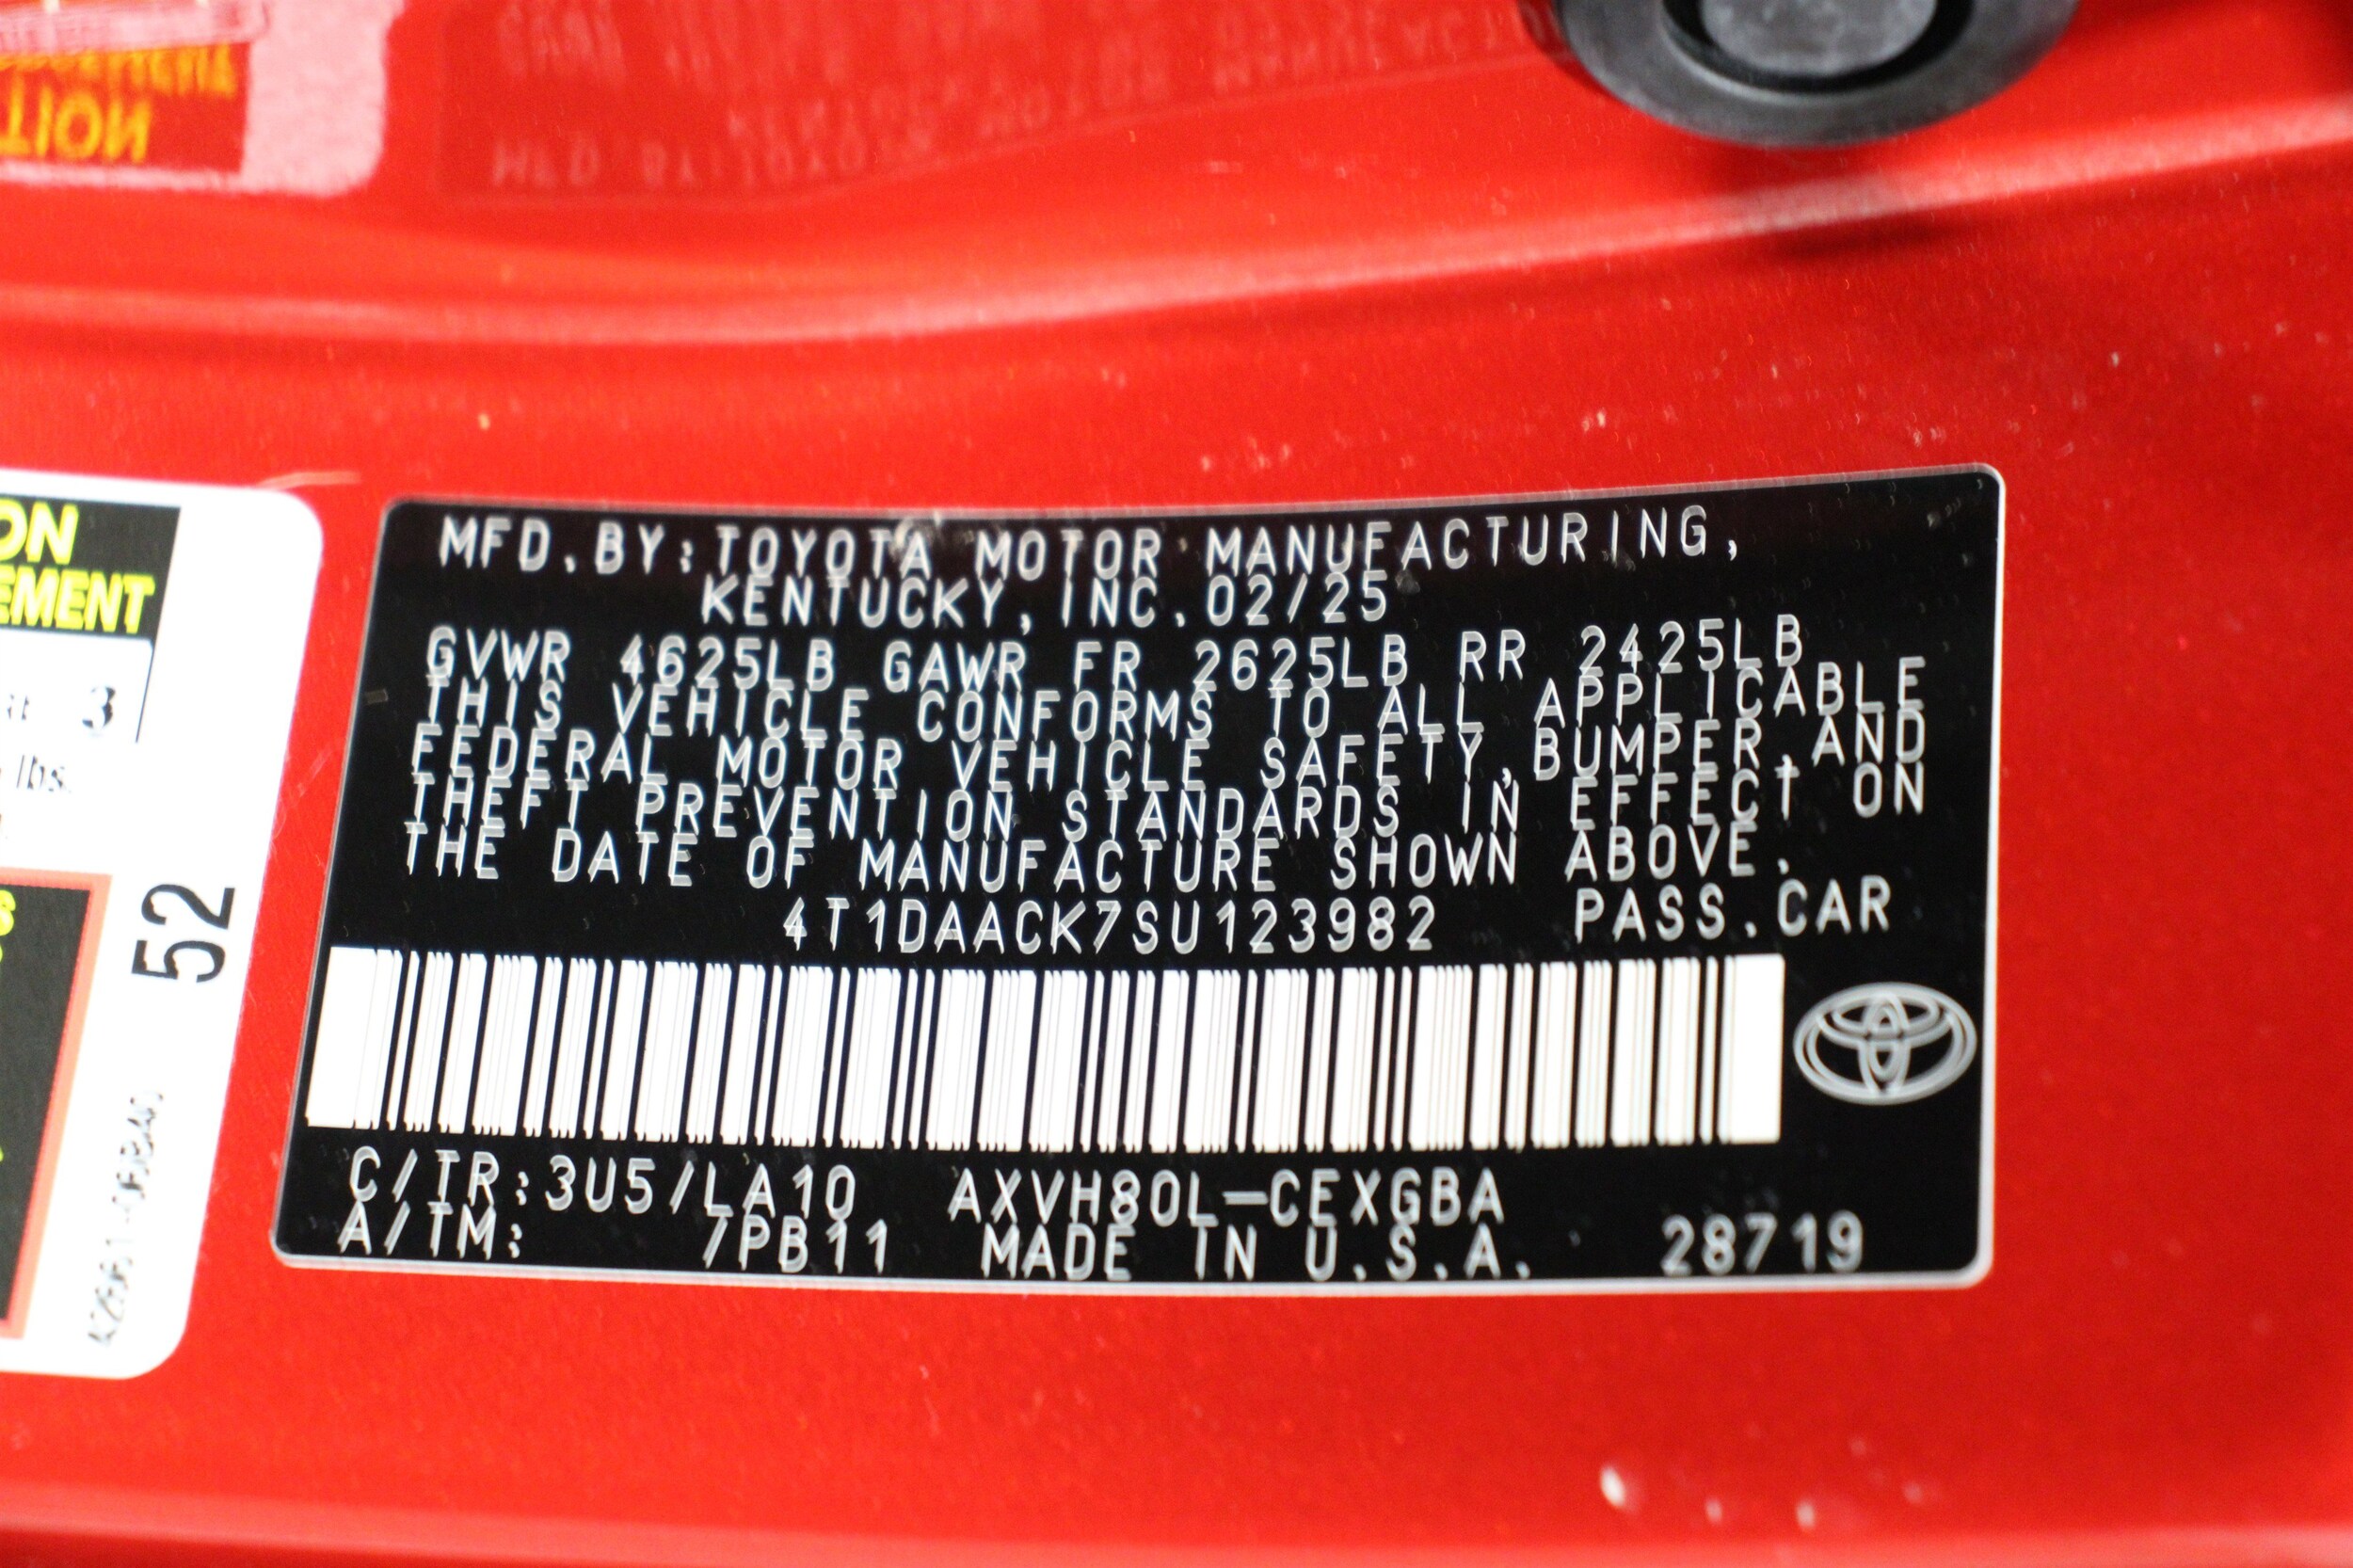 MFD.BY:TOYOTA MOTOR MANUFACTURING,
KENTUCKY,INC.02/25
GVWR 4625LB GAWR FR 2625LB RR 2425LB
THIS VEHICLE CONFORMS TO ALL APPLICABLE
FEDERAL MOTOR VEHICLE SAFETY,BUMPER,AND
THEFT PREVENTION STANDARDS IN EFFECT ON
THE DATE OF MANUFACTURE SHOWN ABOVE.
4T1DAACK7SU123982 PASS.CAR
C/TR:3U5/LA10 AXVH80L-CEXGBA
A/TM: /PB11 MADE IN U.S.A. 28719
ON
EMENT
3
lbs.
52